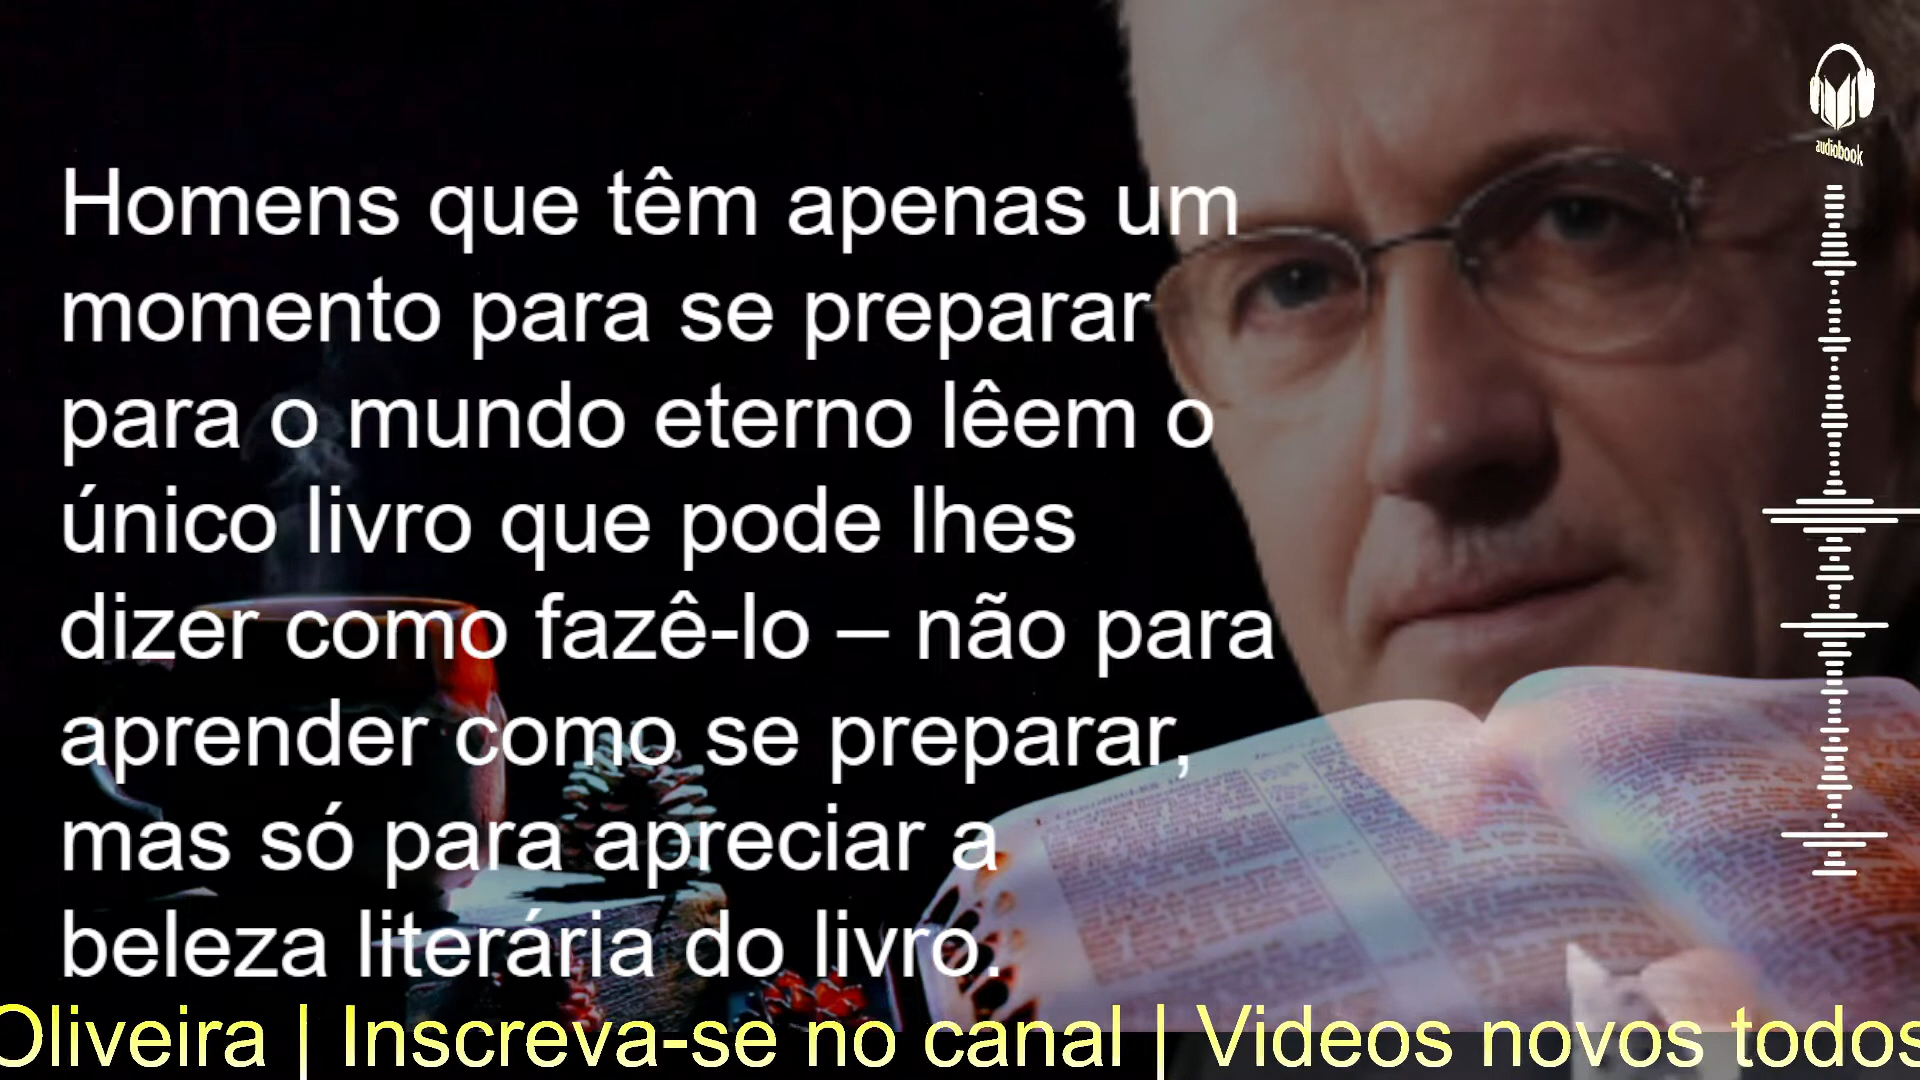 audiobook
Homens que têm apenas um
momento para se preparar
para o mundo eterno lêem o
único livro que pode lhes
dizer como fazê-lo – não para
aprender como se preparar,
mas só para apreciar a
beleza literária do livro.
Oliveira | Inscreva-se no canal | Videos novos todos